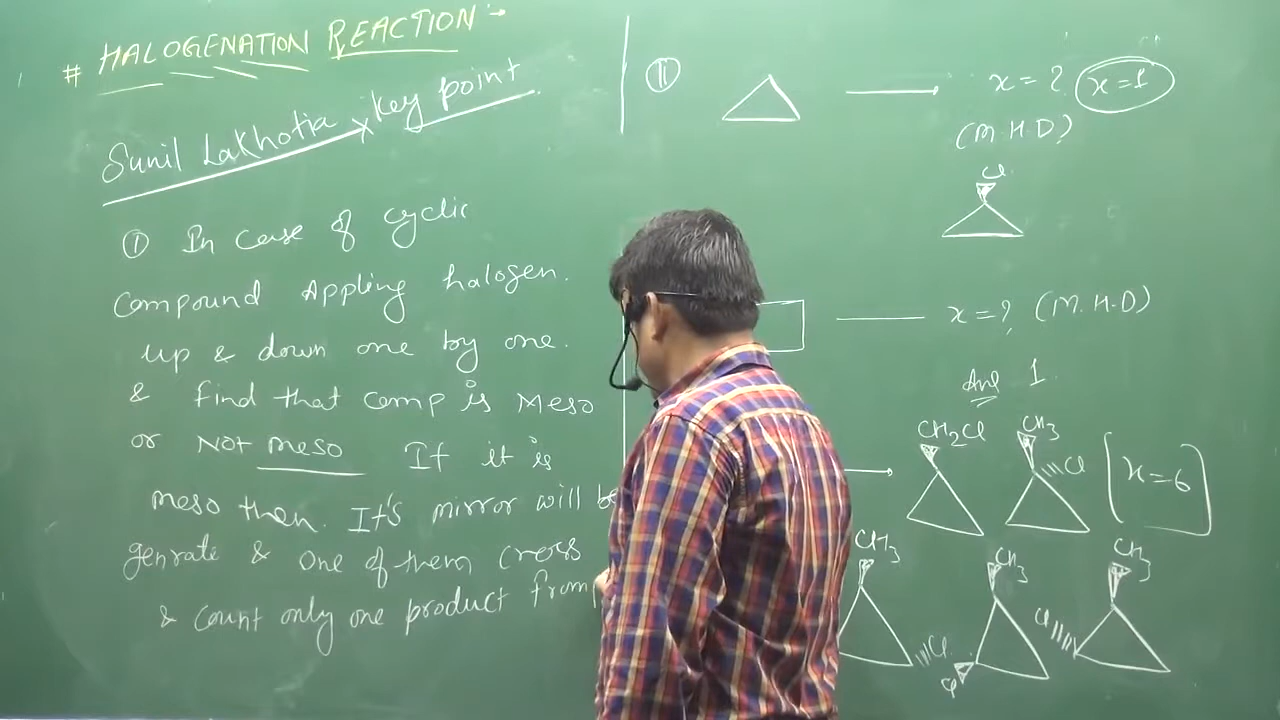 # HALOGENATION REACTION :-
Sunil Lakhotia x key point
① In case of cyclic
compound Appling halogen.
up & down one by one.
& find that comp is Meso
or Not meso If it is
meso then. It's mirror will be
genrate & one of them cross
& count only one product from
⑪ x = ? x = 1
(M.H.D)
Cl
x = ? (M.H.D)
Ans 1
CH2Cl CH3
Cl
[x = 6]
CH3 CH3 CH3
Cl Cl